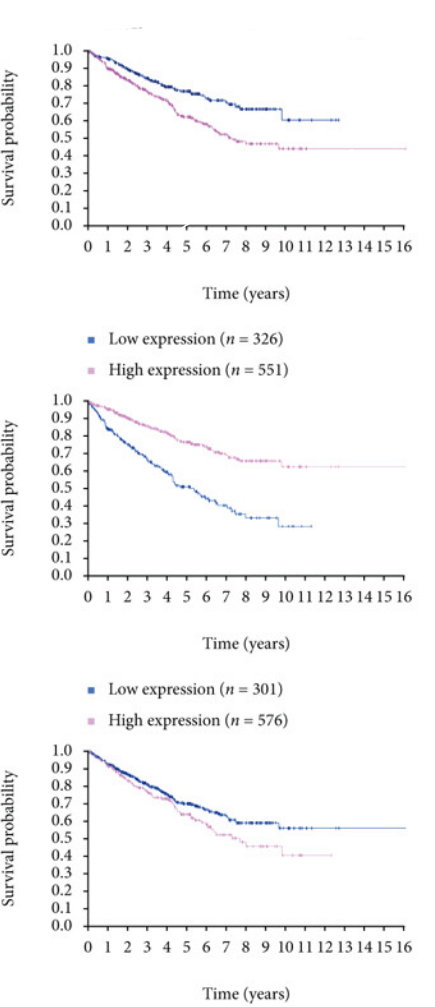 Survival probability
1.0
0.9
0.8
0.7
0.6
0.5
0.4
0.3
0.2
0.1
0.0
0 1 2 3 4 5 6 7 8 9 10 11 12 13 14 15 16
Time (years)
Low expression (n = 326)
High expression (n = 551)
Survival probability
1.0
0.9
0.8
0.7
0.6
0.5
0.4
0.3
0.2
0.1
0.0
0 1 2 3 4 5 6 7 8 9 10 11 12 13 14 15 16
Time (years)
Low expression (n = 301)
High expression (n = 576)
Survival probability
1.0
0.9
0.8
0.7
0.6
0.5
0.4
0.3
0.2
0.1
0.0
0 1 2 3 4 5 6 7 8 9 10 11 12 13 14 15 16
Time (years)